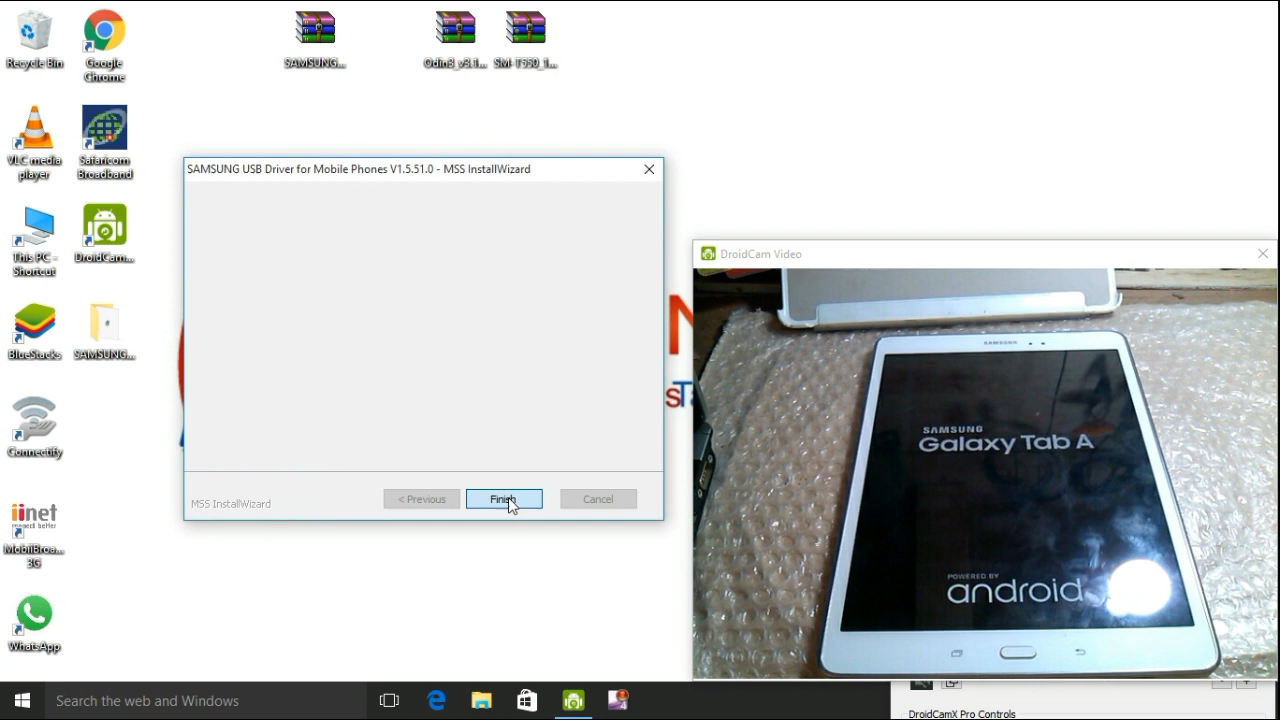 Recycle Bin
Google
Chrome
SAMSUNG...
Odin3_v3.1...
SM-T550_1...
VLC media
player
Safaricom
Broadband
This PC -
Shortcut
DroidCam...
BlueStacks
SAMSUNG...
Connectify
iinet
connect better
MobilBroa...
3G
WhatsApp
SAMSUNG USB Driver for Mobile Phones V1.5.51.0 - MSS InstallWizard
MSS InstallWizard
< Previous
Finish
Cancel
DroidCam Video
SAMSUNG
SAMSUNG
Galaxy Tab A
POWERED BY
android
Search the web and Windows
DroidCamX Pro Controls